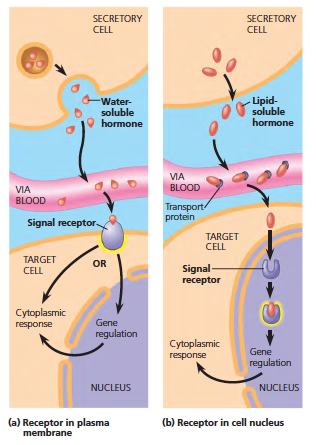 SECRETORY
CELL
Water-
soluble
hormone
VIA
BLOOD
Signal receptor
TARGET
CELL
OR
Cytoplasmic
response
Gene
regulation
NUCLEUS
(a) Receptor in plasma
membrane
SECRETORY
CELL
Lipid-
soluble
hormone
VIA
BLOOD
Transport
protein
TARGET
CELL
Signal
receptor
Cytoplasmic
response
Gene
regulation
NUCLEUS
(b) Receptor in cell nucleus